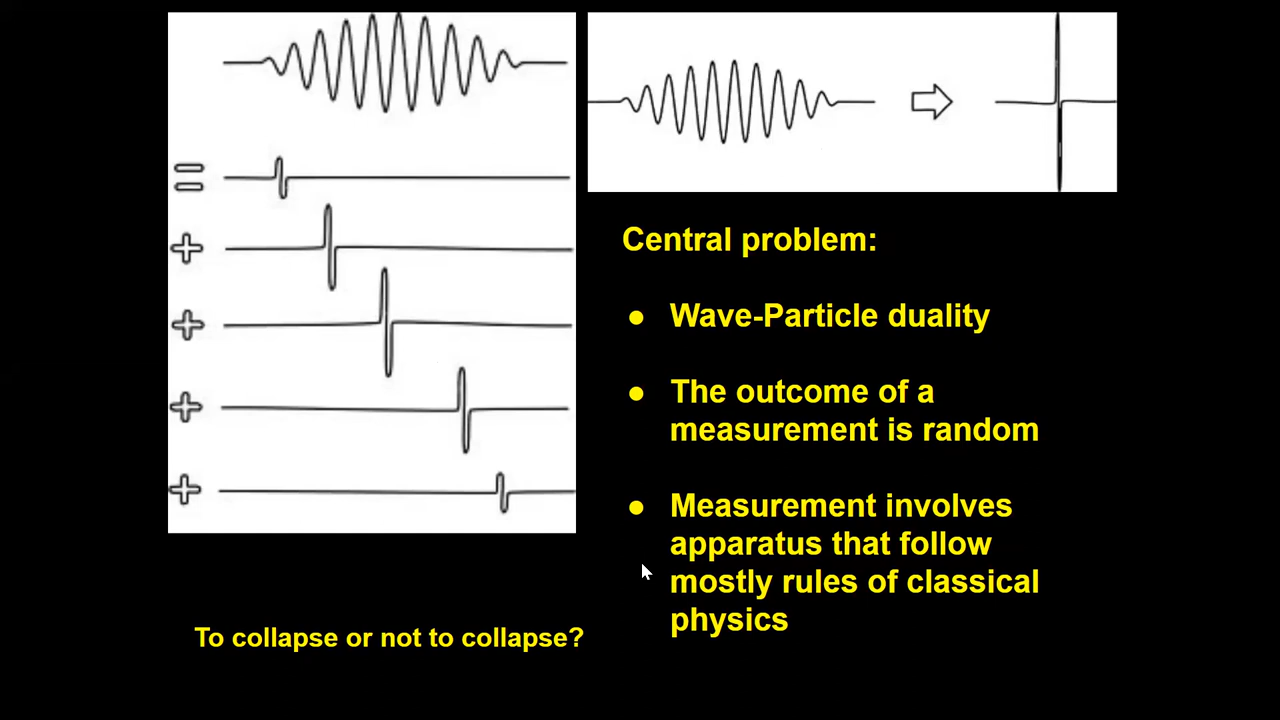 Central problem:
● Wave-Particle duality
● The outcome of a
measurement is random
● Measurement involves
apparatus that follow
mostly rules of classical
physics
To collapse or not to collapse?